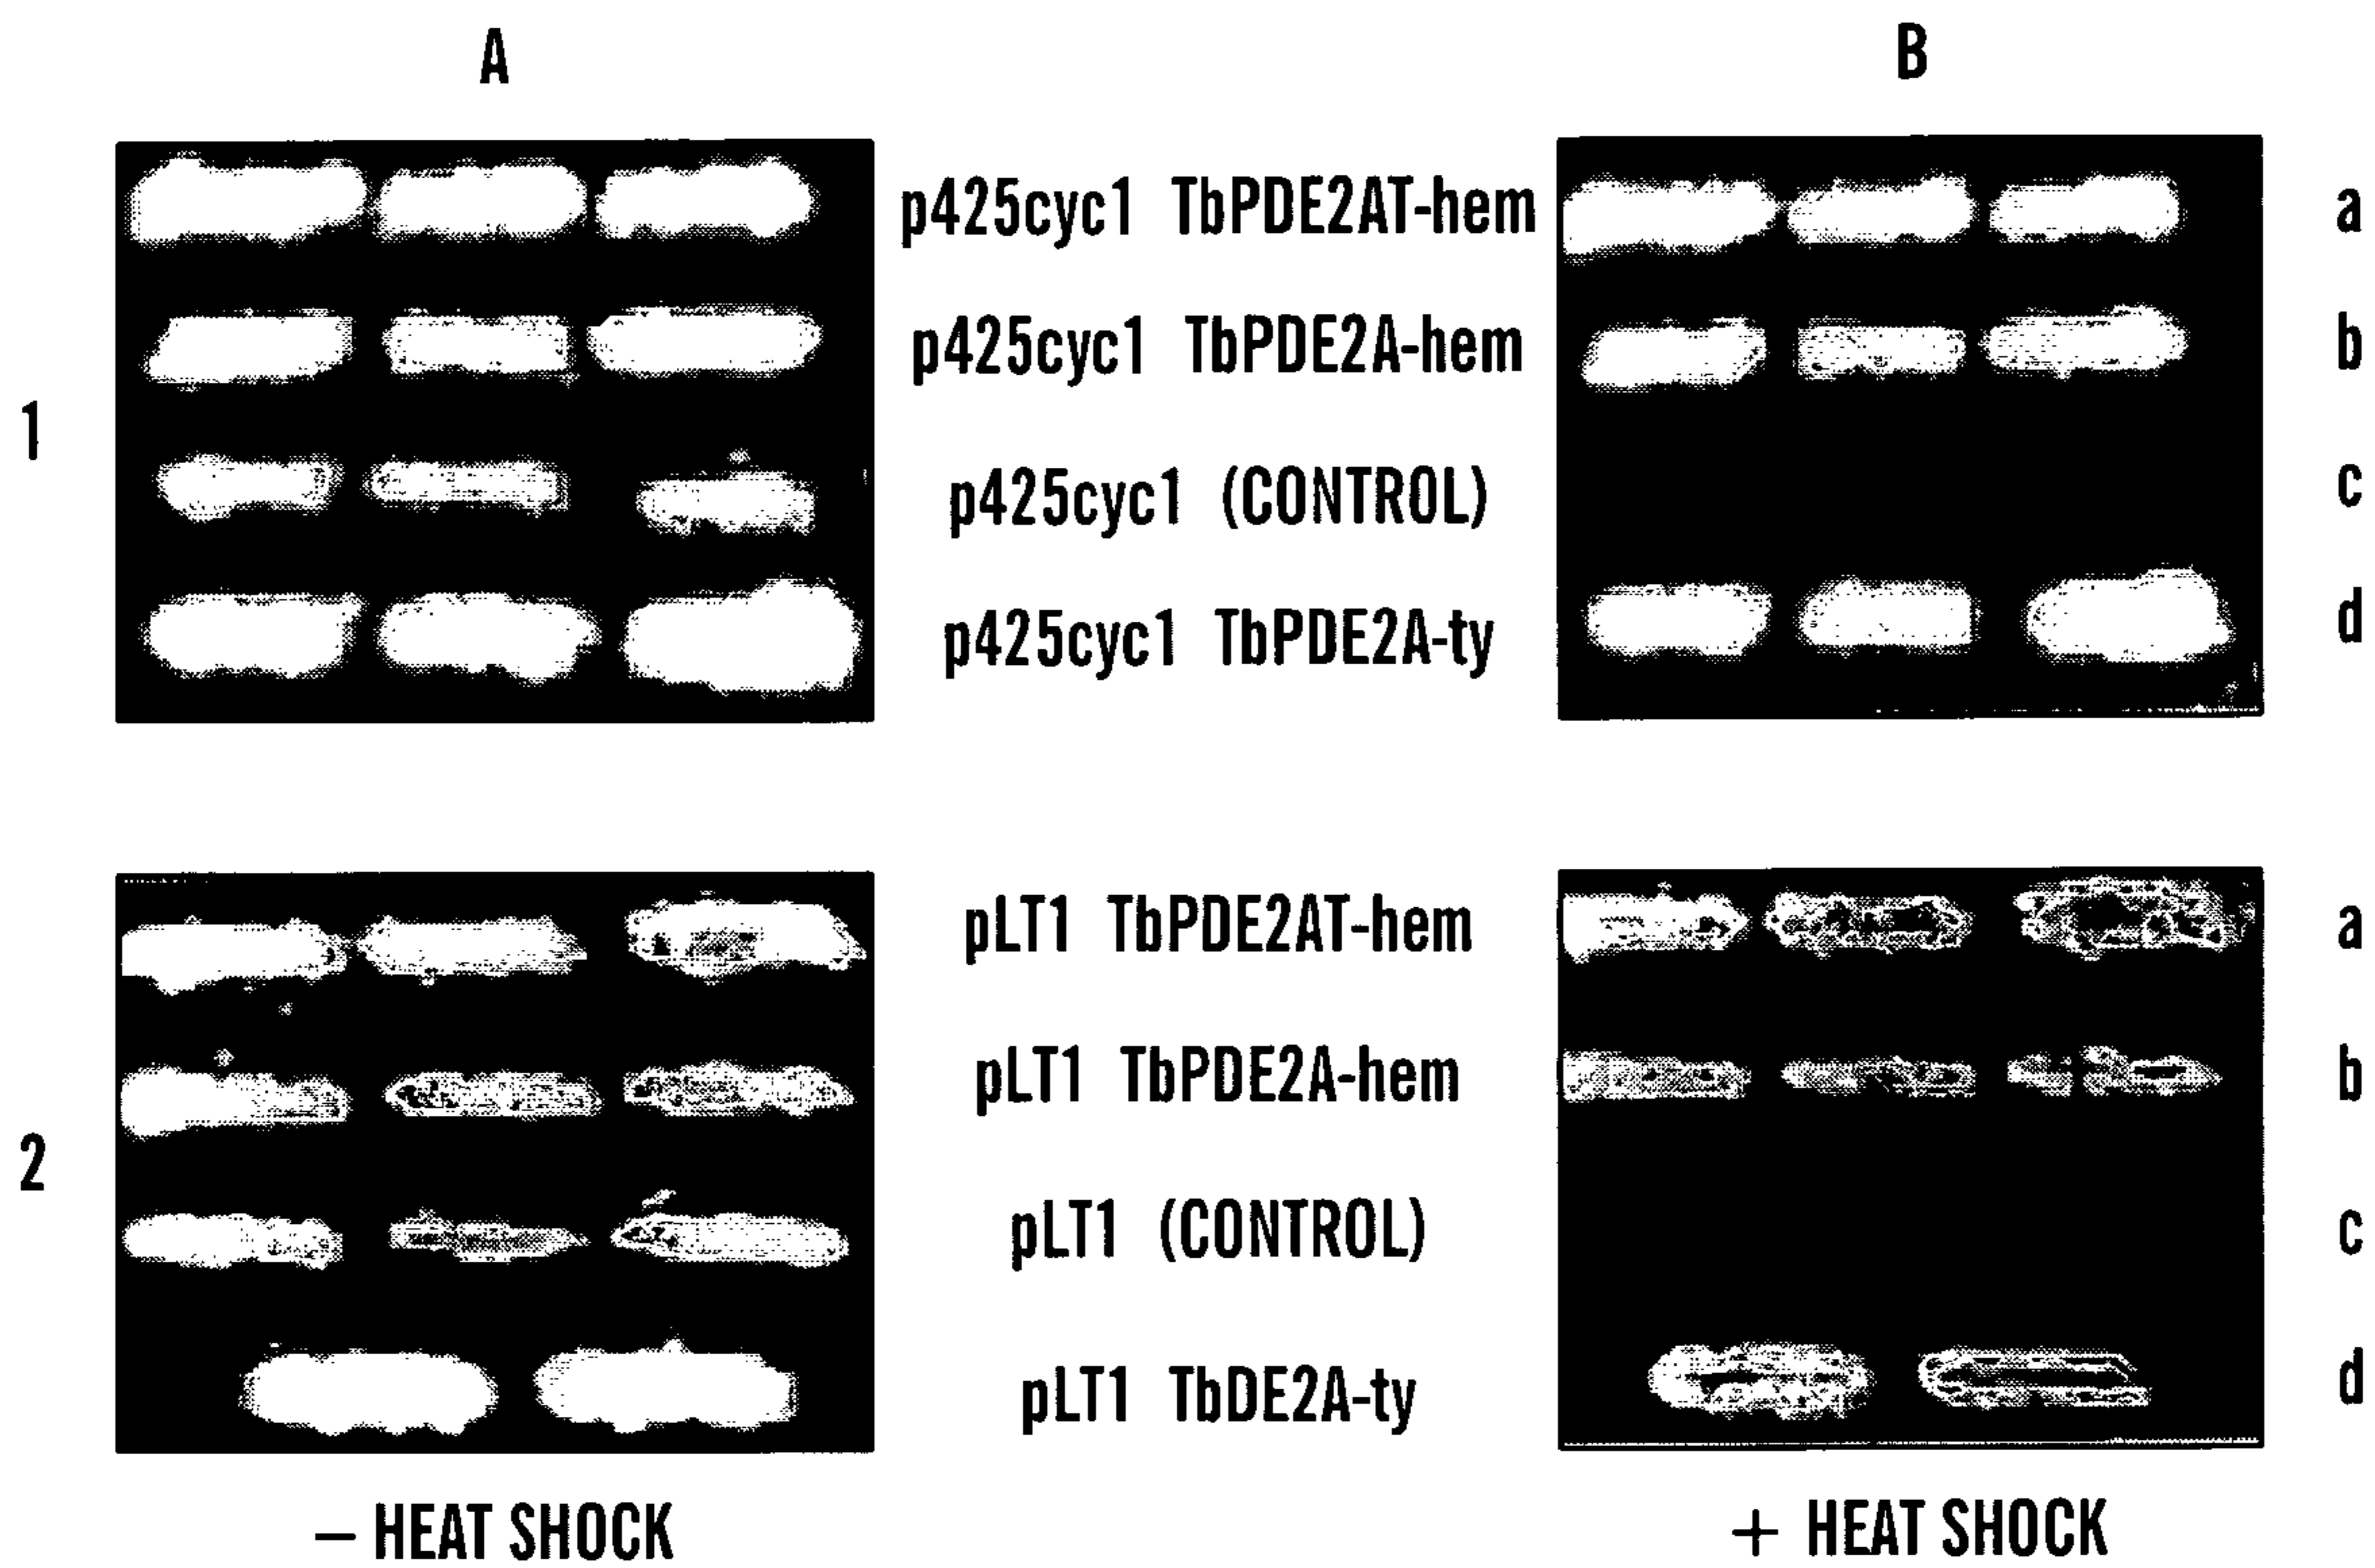 A B
p425cyc1 TbPDE2AT-hem a
p425cyc1 TbPDE2A-hem b
1
p425cyc1 (CONTROL) c
p425cyc1 TbPDE2A-ty d
pLT1 TbPDE2AT-hem a
pLT1 TbPDE2A-hem b
2
pLT1 (CONTROL) c
pLT1 TbDE2A-ty d
— HEAT SHOCK + HEAT SHOCK